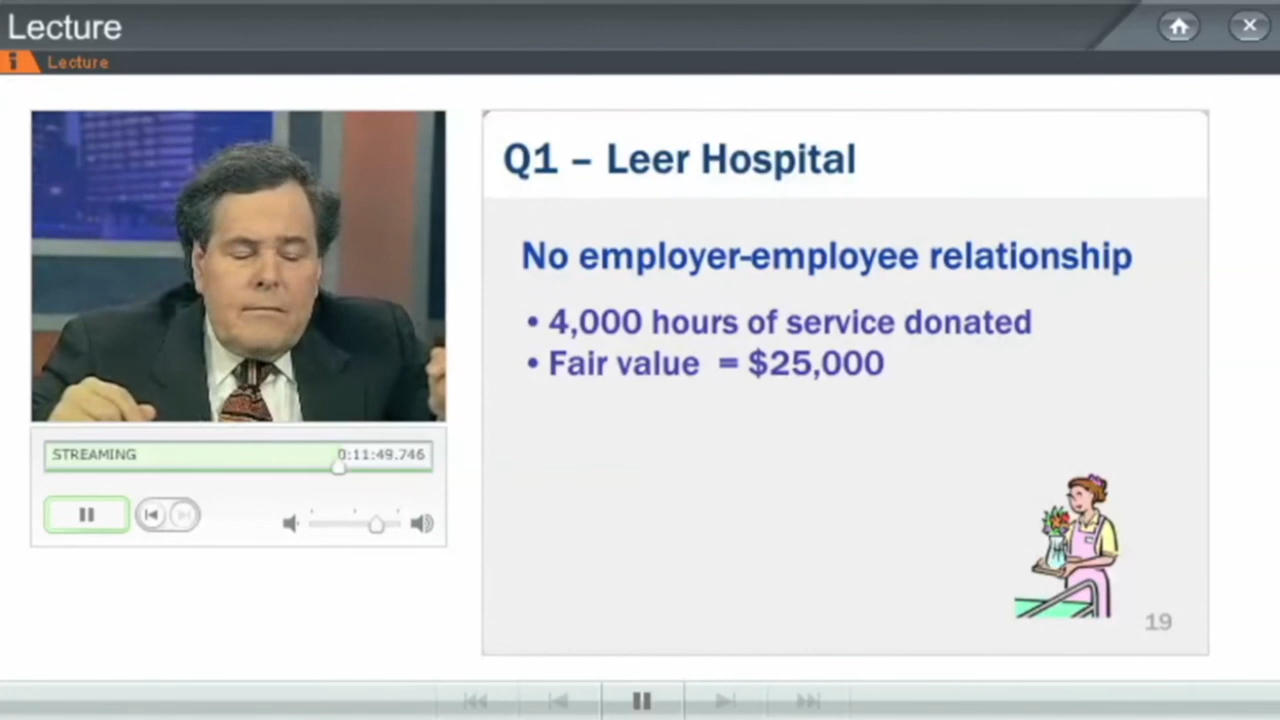 Lecture
i Lecture
Q1 – Leer Hospital
No employer-employee relationship
• 4,000 hours of service donated
• Fair value = $25,000
STREAMING 0:11:49.746
19